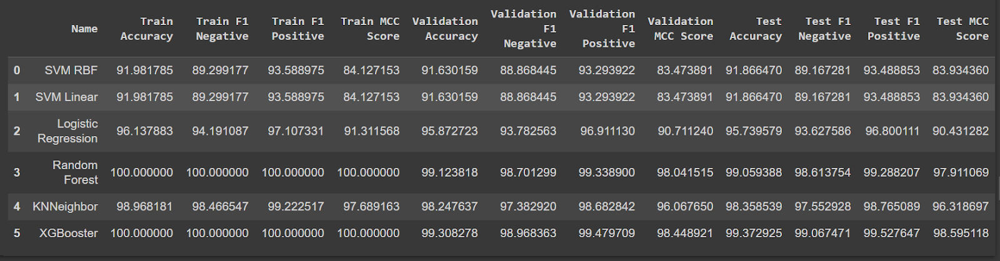 Name Train Accuracy Train F1 Negative Train F1 Positive Train MCC Score Validation Accuracy Validation F1 Negative Validation F1 Positive Validation MCC Score Test Accuracy Test F1 Negative Test F1 Positive Test MCC Score
0 SVM RBF 91.981785 89.299177 93.588975 84.127153 91.630159 88.868445 93.293922 83.473891 91.866470 89.167281 93.488853 83.934360
1 SVM Linear 91.981785 89.299177 93.588975 84.127153 91.630159 88.868445 93.293922 83.473891 91.866470 89.167281 93.488853 83.934360
2 Logistic Regression 96.137883 94.191087 97.107331 91.311568 95.872723 93.782563 96.911130 90.711240 95.739579 93.627586 96.800111 90.431282
3 Random Forest 100.000000 100.000000 100.000000 100.000000 99.123818 98.701299 99.338900 98.041515 99.059388 98.613754 99.288207 97.911069
4 KNNeighbor 98.968181 98.466547 99.222517 97.689163 98.247637 97.382920 98.682842 96.067650 98.358539 97.552928 98.765089 96.318697
5 XGBooster 100.000000 100.000000 100.000000 100.000000 99.308278 98.968363 99.479709 98.448921 99.372925 99.067471 99.527647 98.595118